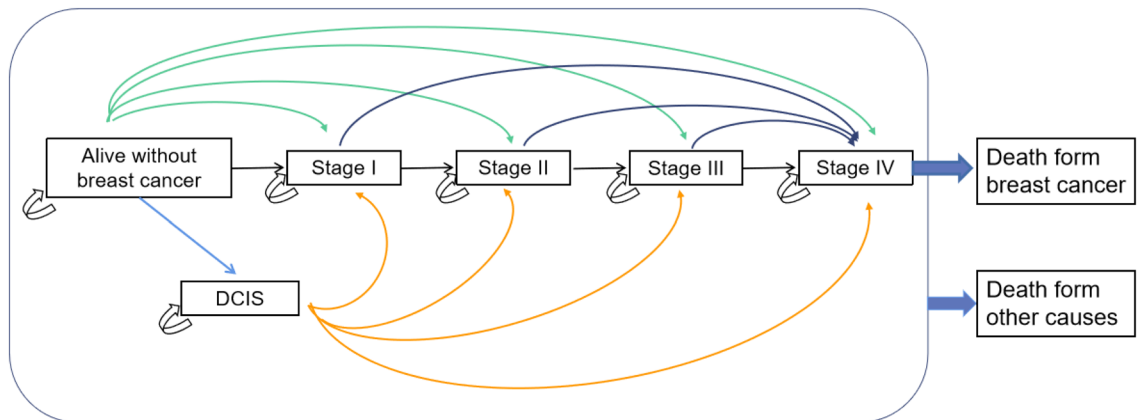 Alive without
breast cancer
Stage I
Stage II
Stage III
Stage IV
Death form
breast cancer
DCIS
Death form
other causes